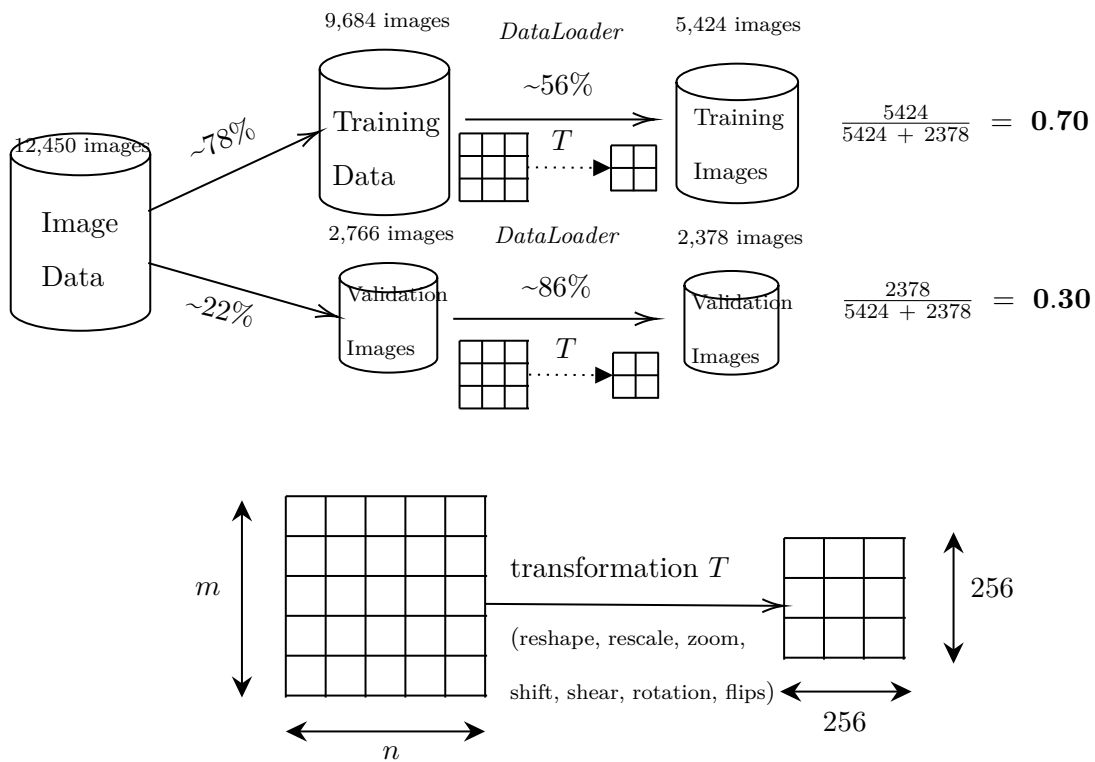 9,684 images
DataLoader
5,424 images
12,450 images
~78%
Training
Data
~56%
T
Training
Images
5424
5424 + 2378
= 0.70
Image
Data
~22%
2,766 images
DataLoader
2,378 images
Validation
Images
~86%
T
Validation
Images
2378
5424 + 2378
= 0.30
m
n
transformation T
(reshape, rescale, zoom,
shift, shear, rotation, flips)
256
256